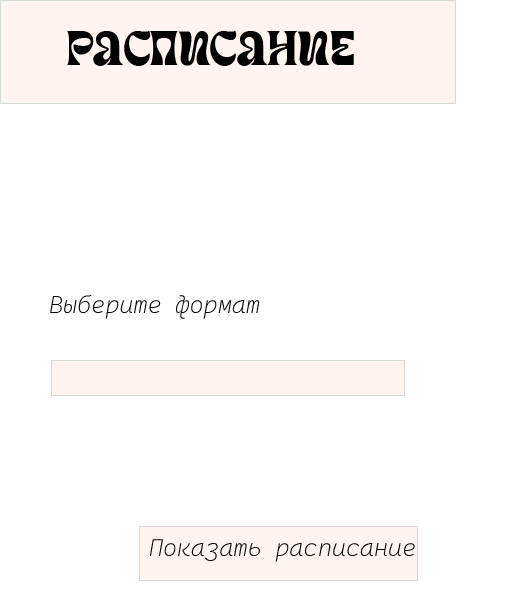 РАСПИСАНИЕ
Выберите формат
Показать расписание